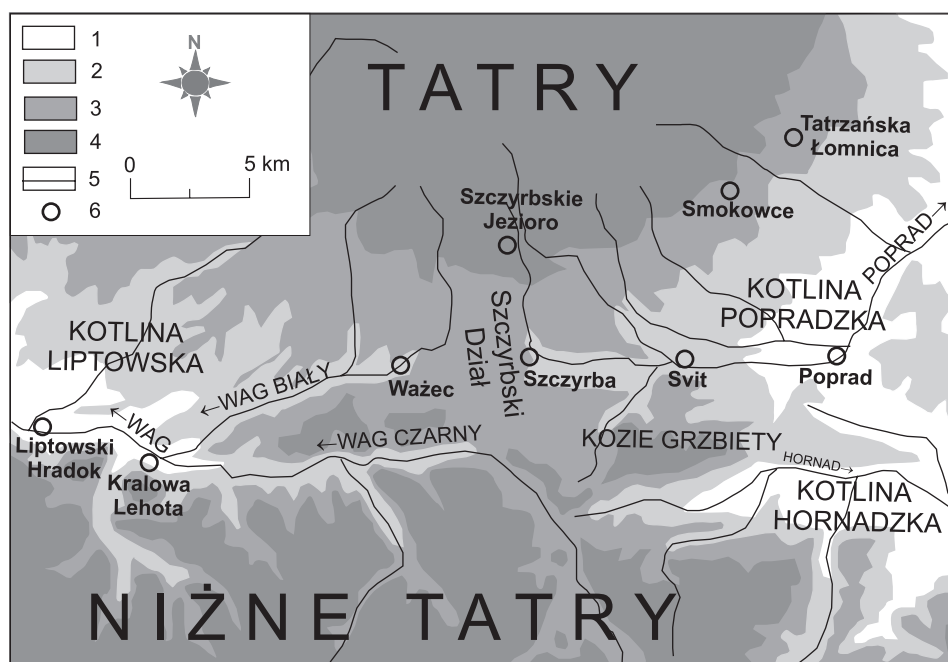 1
2
3
4
5
6
N
0
5 km
TATRY
Tatrzańska
Łomnica
Szczyrbskie
Jezioro
Smokowce
POPRAD→
KOTLINA
POPRADZKA
KOTLINA
LIPTOWSKA
Szczyrbski
Dział
←WAG BIAŁY
Ważec
Szczyrba
Svit
Poprad
←WAG
Liptowski
Hradok
Kralowa
Lehota
←WAG CZARNY
KOZIE GRZBIETY
HORNAD→
KOTLINA
HORNADZKA
NIŻNE TATRY